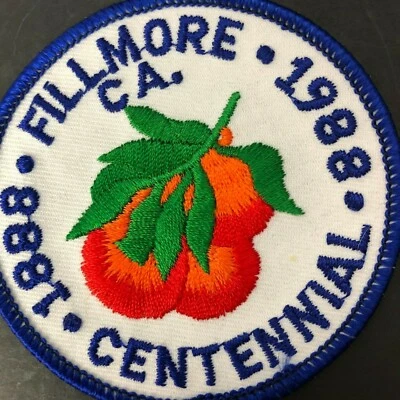 • FILLMORE • 1988 •
CA.
1888 • CENTENNIAL